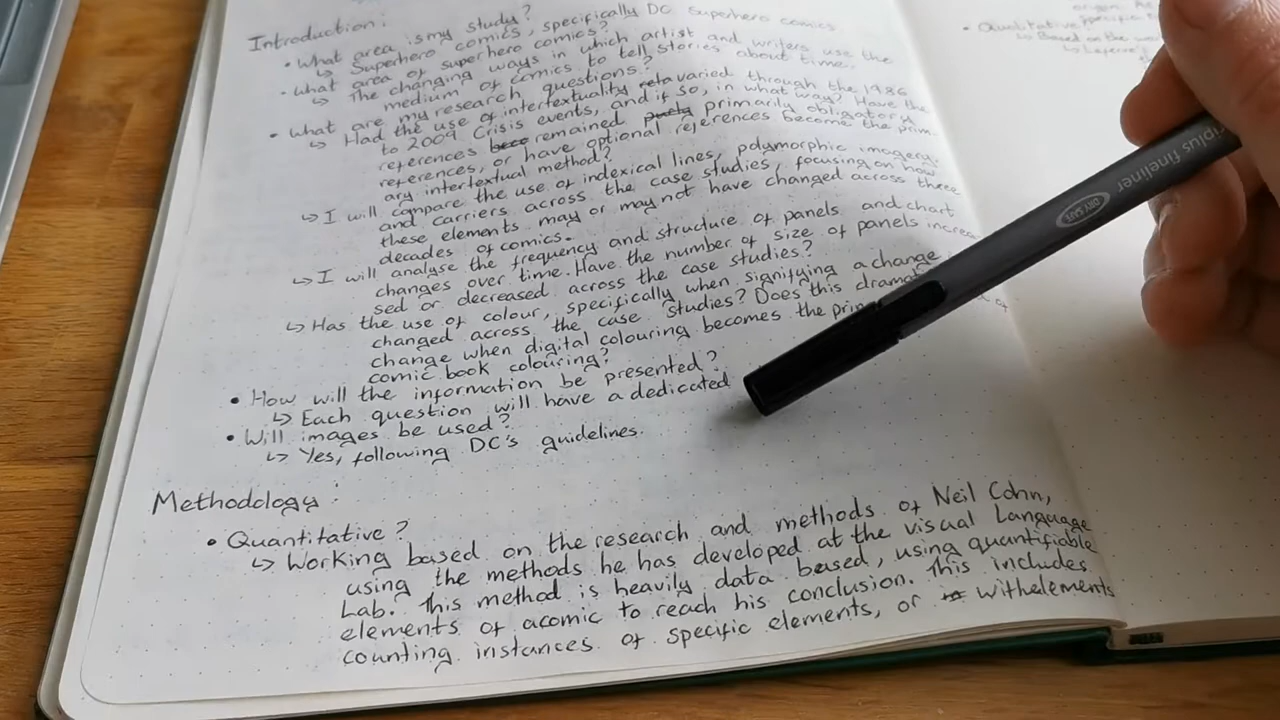 Introduction:
• What area is my study?
↳ Superhero comics, specifically DC Superhero comics
• What area of superhero comics?
↳ The changing ways in which artist and writers use the
medium of comics to tell stories about time.
• What are my research questions?
↳ Had the use of intertextuality varied through the 1986
to 2009 Crisis events, and if so, in what way? Have the
references remained primarily obligatory
references, or have optional references become the prim-
ary intertextual method?
↳ I will compare the use of indexical lines, polymorphic imagery,
and carriers across the case studies, focusing on how
these elements may or may not have changed across three
decades of comics.
↳ I will analyse the frequency and structure of panels and chart
changes over time. Have the number of size of panels increa-
sed or decreased across the case studies?
↳ Has the use of colour, specifically when signifying a change
changed across the case studies? Does this
change when digital colouring becomes the
comic book colouring?
• How will the information be presented?
↳ Each question will have a dedicated
• Will images be used?
↳ Yes, following DC's guidelines.
Methodology:
• Quantitative?
↳ Working based on the research and methods of Neil Cohn,
using the methods he has developed at the visual Language
Lab. This method is heavily data based, using quantifiable
elements of acomic to reach his conclusion. This includes
counting instances of specific elements, or withelements
• Qualitative
↳ Based on the
triplus fineliner
DRY SAFE